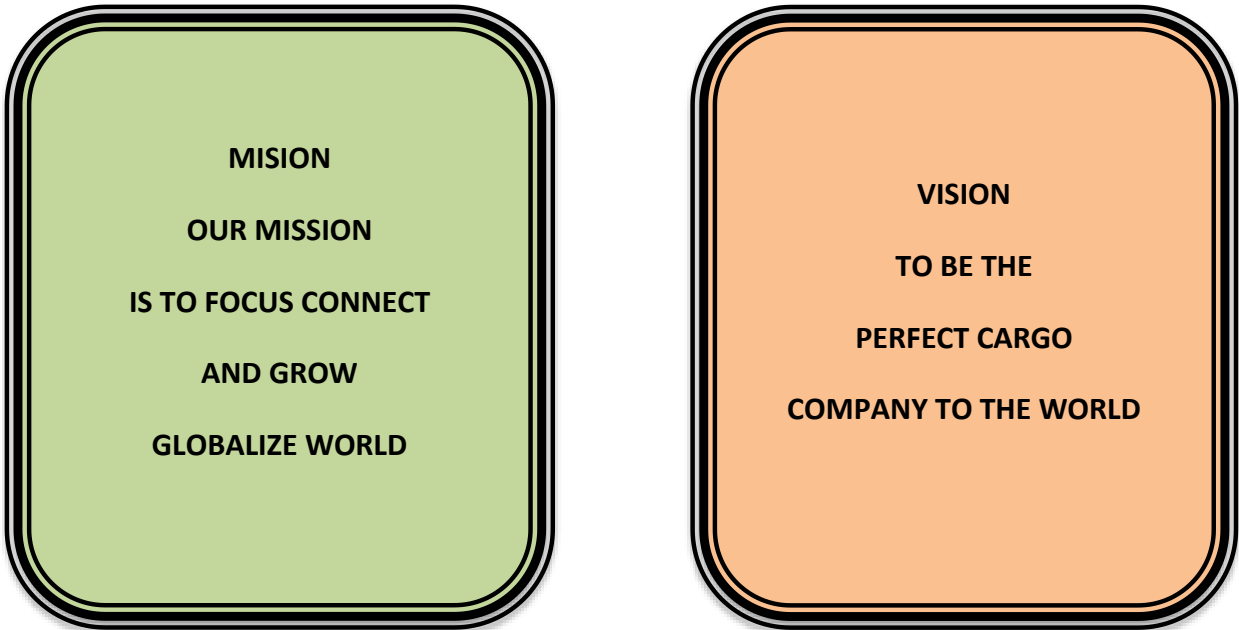 MISION
OUR MISSION
IS TO FOCUS CONNECT
AND GROW
GLOBALIZE WORLD
VISION
TO BE THE
PERFECT CARGO
COMPANY TO THE WORLD